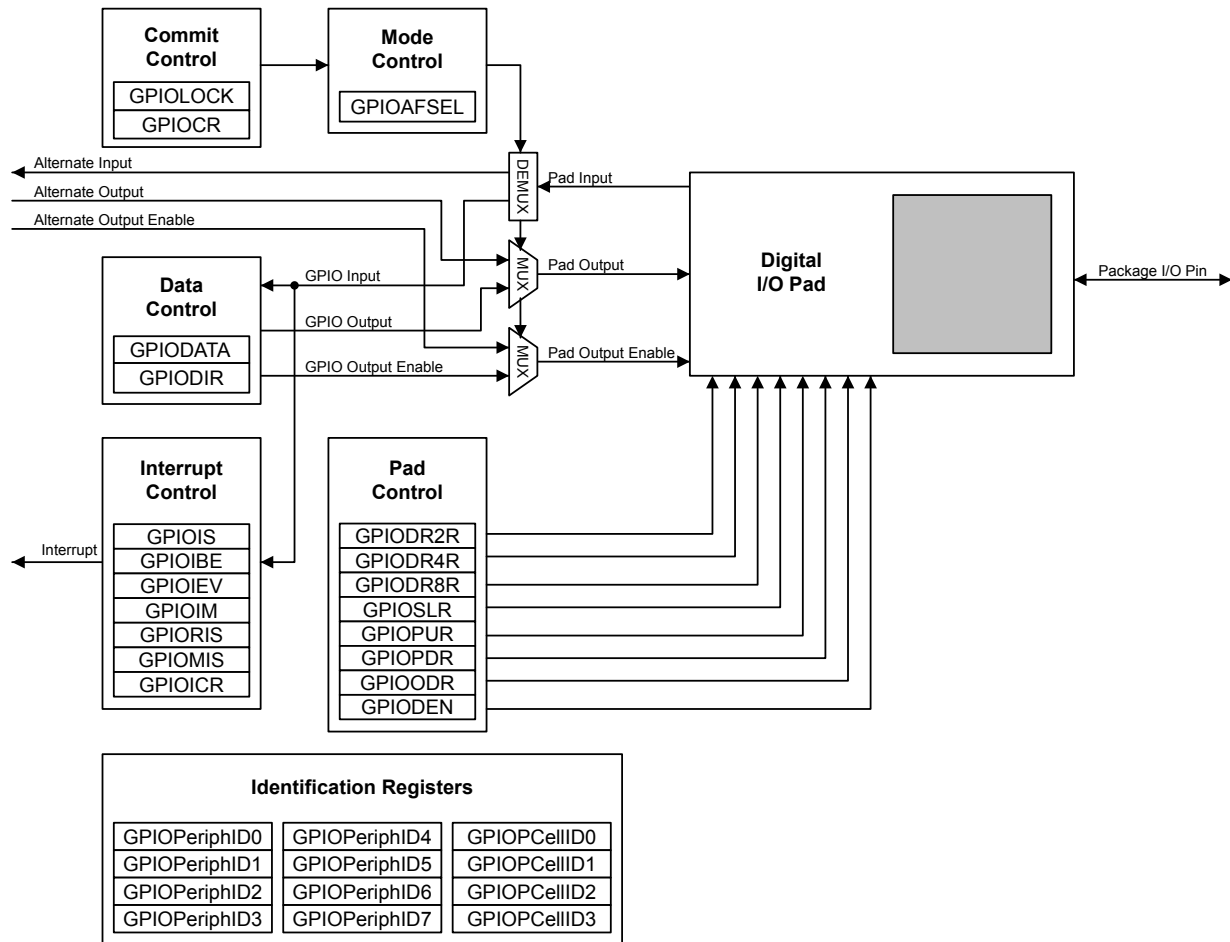 Commit
Control
GPIOLOCK
GPIOCR
Mode
Control
GPIOAFSEL
Alternate Input
Alternate Output
Alternate Output Enable
DEMUX
Pad Input
MUX
Pad Output
MUX
Pad Output Enable
Digital
I/O Pad
Package I/O Pin
Data
Control
GPIODATA
GPIODIR
GPIO Input
GPIO Output
GPIO Output Enable
Interrupt
Control
GPIOIS
GPIOIBE
GPIOIEV
GPIOIM
GPIORIS
GPIOMIS
GPIOICR
Interrupt
Pad
Control
GPIODR2R
GPIODR4R
GPIODR8R
GPIOSLR
GPIOPUR
GPIOPDR
GPIOODR
GPIODEN
Identification Registers
GPIOPeriphID0 GPIOPeriphID4 GPIOPCellID0
GPIOPeriphID1 GPIOPeriphID5 GPIOPCellID1
GPIOPeriphID2 GPIOPeriphID6 GPIOPCellID2
GPIOPeriphID3 GPIOPeriphID7 GPIOPCellID3